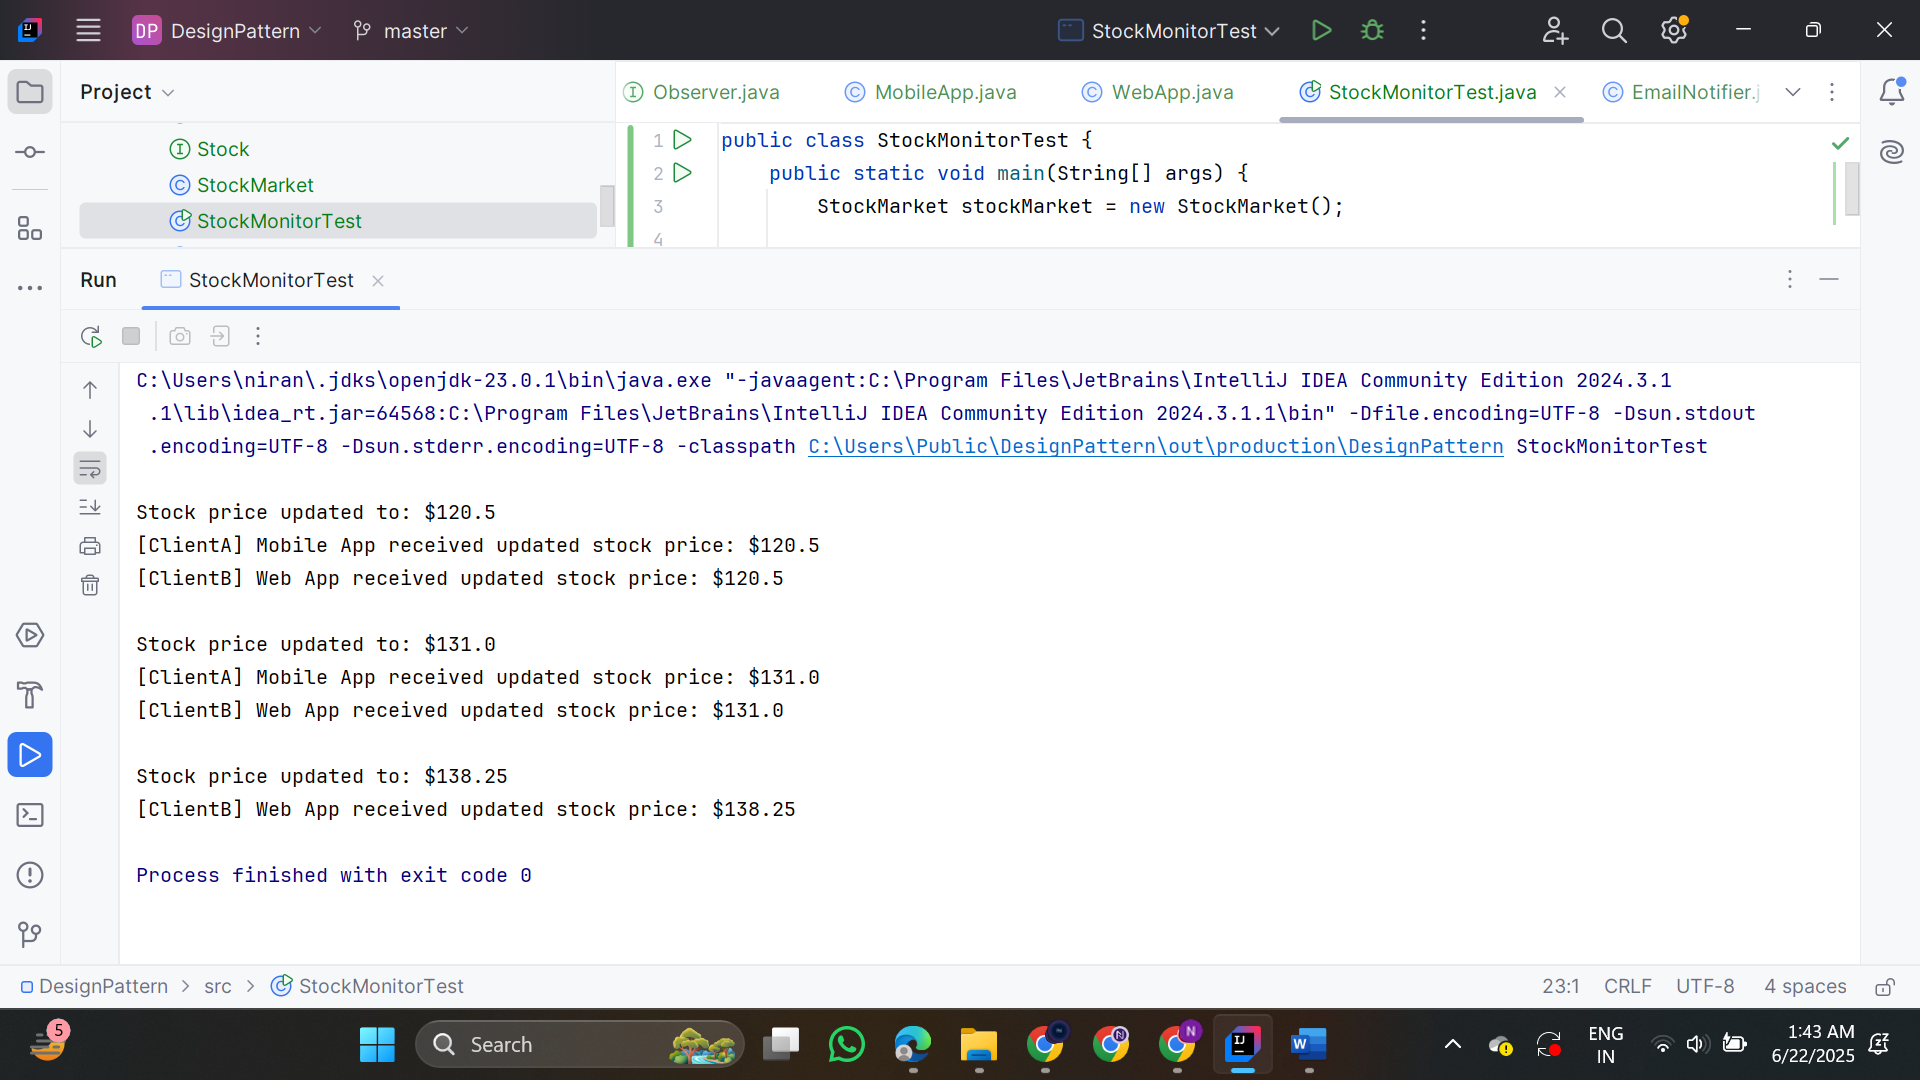 DP DesignPattern master StockMonitorTest
Project
Observer.java MobileApp.java WebApp.java StockMonitorTest.java EmailNotifier.j
Stock
StockMarket
StockMonitorTest
1 public class StockMonitorTest {
2 public static void main(String[] args) {
3 StockMarket stockMarket = new StockMarket();
4
Run StockMonitorTest
C:\Users\niran\.jdks\openjdk-23.0.1\bin\java.exe "-javaagent:C:\Program Files\JetBrains\IntelliJ IDEA Community Edition 2024.3.1
.1\lib\idea_rt.jar=64568:C:\Program Files\JetBrains\IntelliJ IDEA Community Edition 2024.3.1.1\bin" -Dfile.encoding=UTF-8 -Dsun.stdout
.encoding=UTF-8 -Dsun.stderr.encoding=UTF-8 -classpath C:\Users\Public\DesignPattern\out\production\DesignPattern StockMonitorTest
Stock price updated to: $120.5
[ClientA] Mobile App received updated stock price: $120.5
[ClientB] Web App received updated stock price: $120.5
Stock price updated to: $131.0
[ClientA] Mobile App received updated stock price: $131.0
[ClientB] Web App received updated stock price: $131.0
Stock price updated to: $138.25
[ClientB] Web App received updated stock price: $138.25
Process finished with exit code 0
DesignPattern > src > StockMonitorTest 23:1 CRLF UTF-8 4 spaces
5
Search
ENG
IN
1:43 AM
6/22/2025